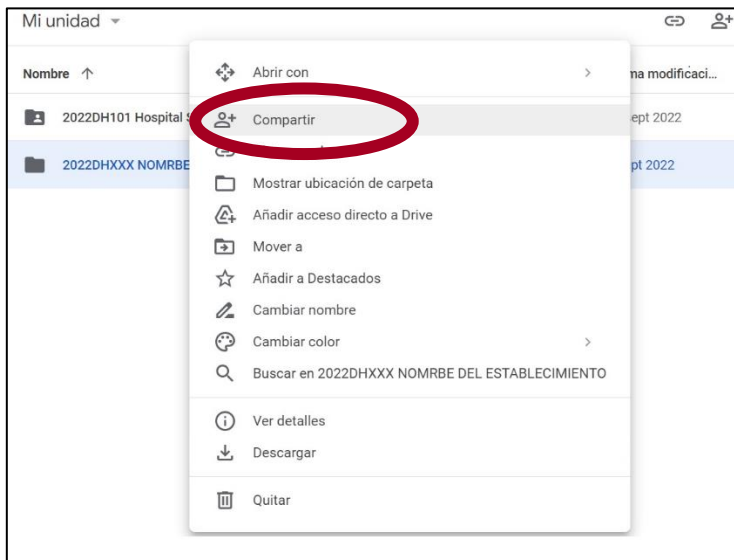 Mi unidad
Nombre
ma modificaci...
2022DH101 Hospital
sept 2022
2022DHXXX NOMRBE
pt 2022
Abrir con
Compartir
Mostrar ubicación de carpeta
Añadir acceso directo a Drive
Mover a
Añadir a Destacados
Cambiar nombre
Cambiar color
Buscar en 2022DHXXX NOMRBE DEL ESTABLECIMIENTO
Ver detalles
Descargar
Quitar